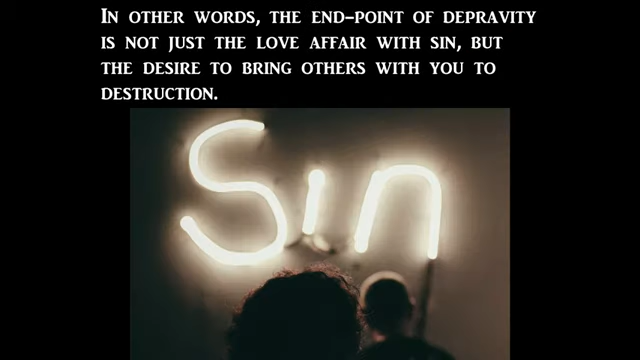 In other words, the end-point of depravity
is not just the love affair with sin, but
the desire to bring others with you to
destruction.
Sin